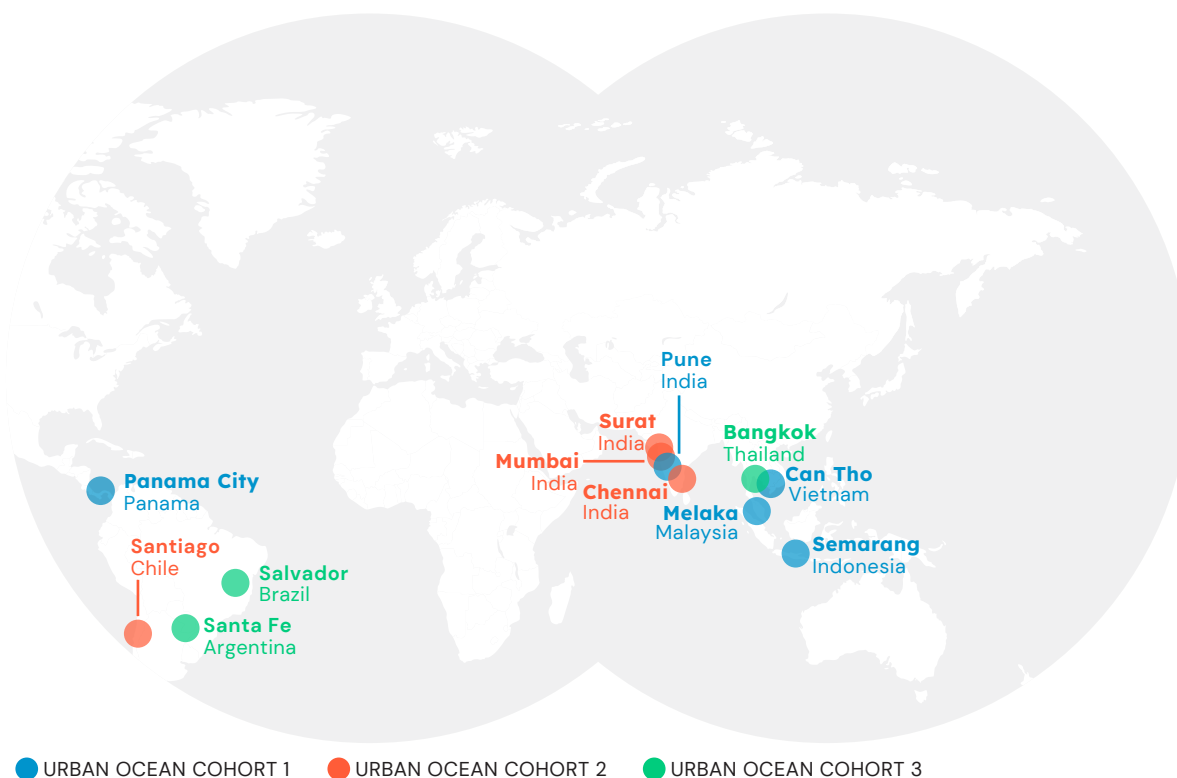 Pune
India
Surat
India
Bangkok
Thailand
Mumbai
India
Can Tho
Vietnam
Panama City
Panama
Chennai
India
Melaka
Malaysia
Semarang
Indonesia
Santiago
Chile
Salvador
Brazil
Santa Fe
Argentina
URBAN OCEAN COHORT 1
URBAN OCEAN COHORT 2
URBAN OCEAN COHORT 3